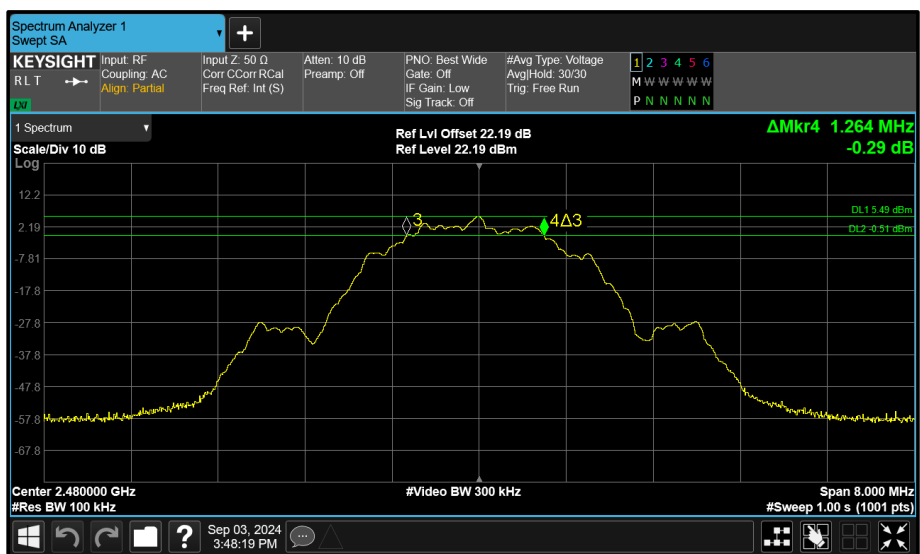 Spectrum Analyzer 1
Swept SA
+
KEYSIGHT
RLT
LXI
Input: RF
Coupling: AC
Align: Partial
Input Z: 50 Ω
Corr CCorr RCal
Freq Ref: Int (S)
Atten: 10 dB
Preamp: Off
PNO: Best Wide
Gate: Off
IF Gain: Low
Sig Track: Off
#Avg Type: Voltage
Avg|Hold: 30/30
Trig: Free Run
1 2 3 4 5 6
M W W W W W
P N N N N N
1 Spectrum
Scale/Div 10 dB
Log
Ref Lvl Offset 22.19 dB
Ref Level 22.19 dBm
ΔMkr4 1.264 MHz
-0.29 dB
12.2
2.19
-7.81
-17.8
-27.8
-37.8
-47.8
-57.8
-67.8
3
4Δ3
DL1 5.49 dBm
DL2 -0.51 dBm
Center 2.480000 GHz
#Res BW 100 kHz
#Video BW 300 kHz
Span 8.000 MHz
#Sweep 1.00 s (1001 pts)
?
Sep 03, 2024
3:48:19 PM